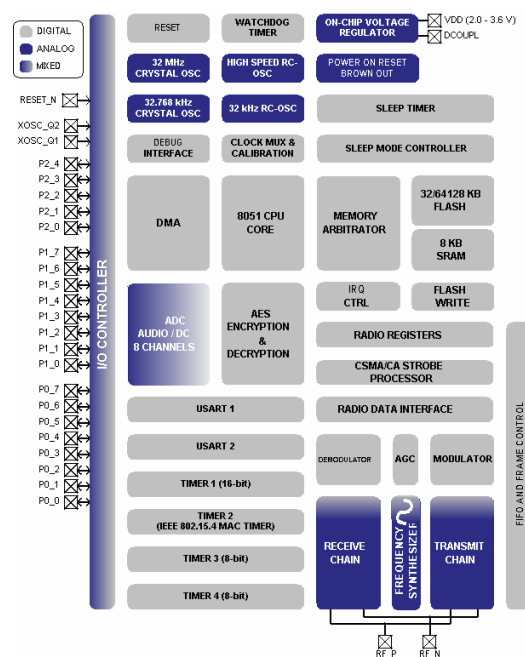 DIGITAL
ANALOG
MIXED
RESET
WATCHDOG
TIMER
ON-CHIP VOLTAGE
REGULATOR
VDD (2.0 - 3.6 V)
DCOUPL
32 MHz
CRYSTAL OSC
HIGH SPEED RC-
OSC
POWER ON RESET
BROWN OUT
32.768 kHz
CRYSTAL OSC
32 kHz RC-OSC
SLEEP TIMER
DEBUG
INTERFACE
CLOCK MUX &
CALIBRATION
SLEEP MODE CONTROLLER
RESET_N
XOSC_Q2
XOSC_Q1
P2_4
P2_3
P2_2
P2_1
P2_0
P1_7
P1_6
P1_5
P1_4
P1_3
P1_2
P1_1
P1_0
P0_7
P0_6
P0_5
P0_4
P0_3
P0_2
P0_1
P0_0
I/O CONTROLLER
DMA
8051 CPU
CORE
MEMORY
ARBITRATOR
32/64128 KB
FLASH
8 KB
SRAM
ADC
AUDIO / DC
8 CHANNELS
AES
ENCRYPTION
&
DECRYPTION
IRQ
CTRL
FLASH
WRITE
RADIO REGISTERS
CSMA/CA STROBE
PROCESSOR
USART 1
RADIO DATA INTERFACE
USART 2
TIMER 1 (16-bit)
TIMER 2
(IEEE 802.15.4 MAC TIMER)
TIMER 3 (8-bit)
TIMER 4 (8-bit)
DEMODULATOR
AGC
MODULATOR
RECEIVE
CHAIN
FREQUENCY
SYNTHESIZER
TRANSMIT
CHAIN
FIFO AND FRAME CONTROL
RF_P
RF_N